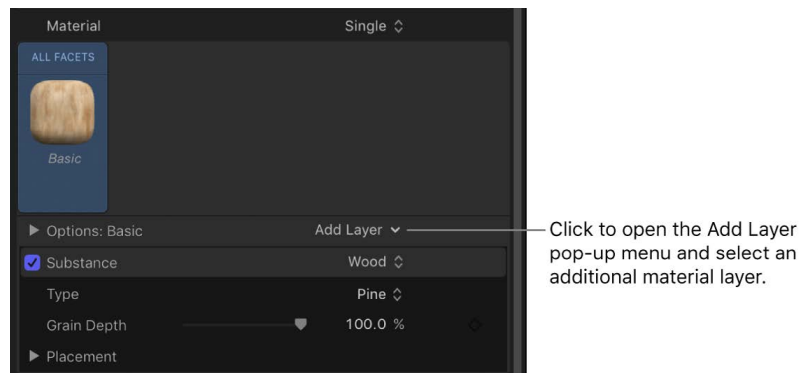 Material Single
ALL FACETS
Basic
Options: Basic Add Layer
Click to open the Add Layer
pop-up menu and select an
additional material layer.
Substance Wood
Type Pine
Grain Depth 100.0 %
Placement